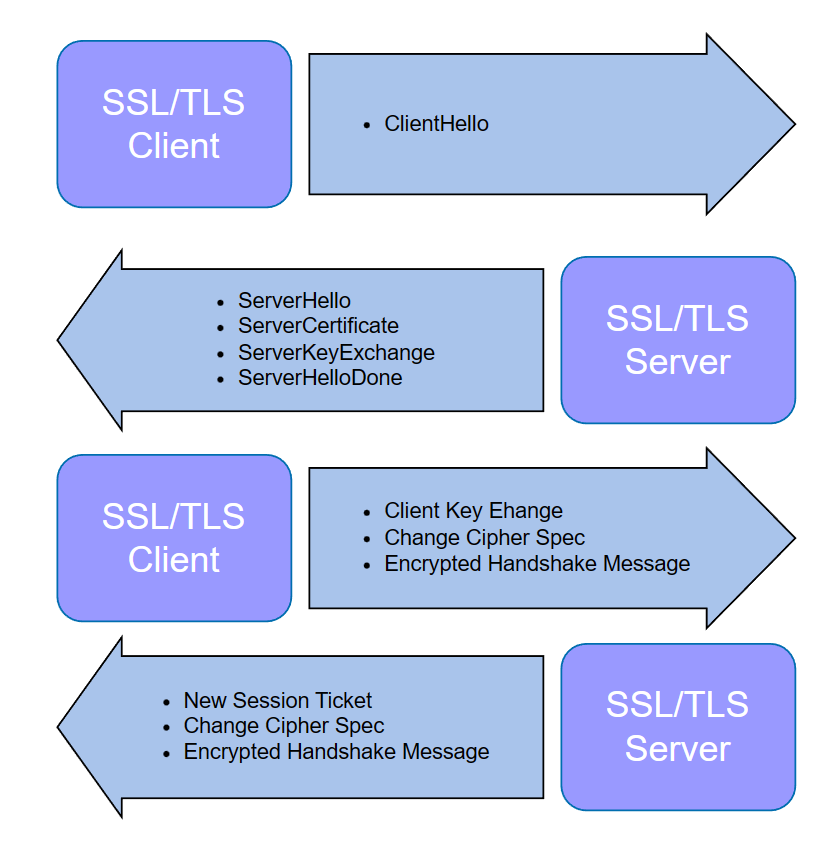 SSL/TLS
Client
• ClientHello
• ServerHello
• ServerCertificate
• ServerKeyExchange
• ServerHelloDone
SSL/TLS
Server
SSL/TLS
Client
• Client Key Ehange
• Change Cipher Spec
• Encrypted Handshake Message
• New Session Ticket
• Change Cipher Spec
• Encrypted Handshake Message
SSL/TLS
Server